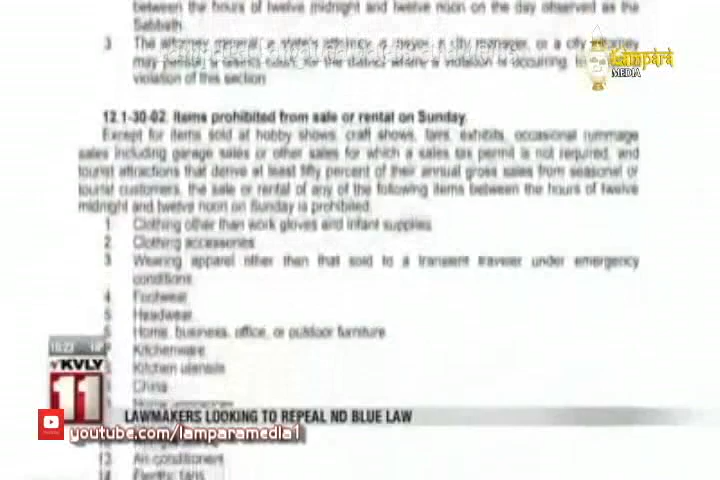 between the hours of twelve midnight and twelve noon on the day observed as the
Sabbath.
3 The attorney general, a state's attorney, a mayor, a city manager, or a city attorney
may
violation of this section
Lampara
MEDIA
12.1-30-02. Items prohibited from sale or rental on Sunday.
Except for items sold at hobby shows, craft shows, fairs, exhibits, occasional rummage
sales including garage sales or other sales for which a sales tax permit is not required, and
tourist attractions that derive at least fifty percent of their annual gross sales from seasonal or
tourist customers, the sale or rental of any of the following items between the hours of twelve
midnight and twelve noon on Sunday is prohibited:
1 Clothing other than work gloves and infant supplies
2 Clothing accessories
3 Wearing apparel other than that sold to a transient traveler under emergency
conditions
4 Footwear
5 Headwear
6 Home, business, office, or outdoor furniture
Kitchenware
Kitchen utensils
China
Home appliances
10:22
KVLY
11
LAWMAKERS LOOKING TO REPEAL ND BLUE LAW
youtube.com/lamparamedia1
13. Air-conditioners
14. Electric fans